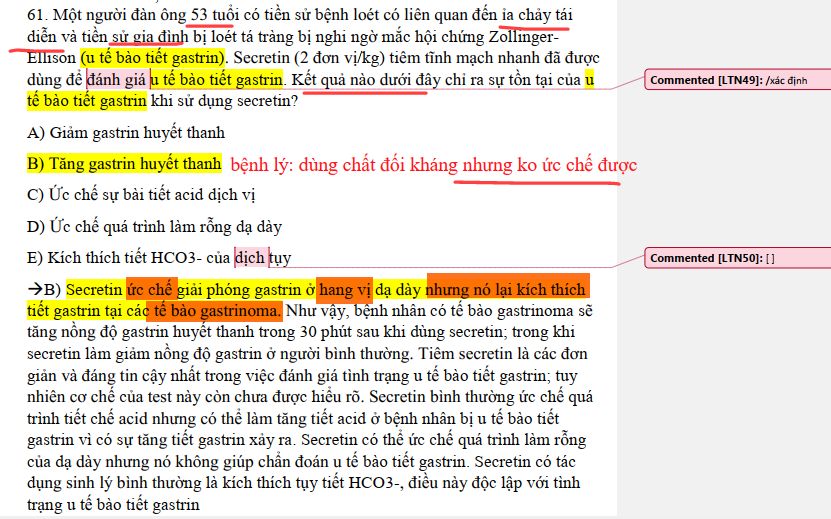 61. Một người đàn ông 53 tuổi có tiền sử bệnh loét có liên quan đến ỉa chảy tái
diễn và tiền sử gia đình bị loét tá tràng bị nghi ngờ mắc hội chứng Zollinger-
Ellison (u tế bào tiết gastrin). Secretin (2 đơn vị/kg) tiêm tĩnh mạch nhanh đã được
dùng để đánh giá u tế bào tiết gastrin. Kết quả nào dưới đây chỉ ra sự tồn tại của u
tế bào tiết gastrin khi sử dụng secretin?
Commented [LTN49]: /xác định
A) Giảm gastrin huyết thanh
B) Tăng gastrin huyết thanh bệnh lý: dùng chất đối kháng nhưng ko ức chế được
C) Ức chế sự bài tiết acid dịch vị
D) Ức chế quá trình làm rỗng dạ dày
E) Kích thích tiết HCO3- của dịch tụy
Commented [LTN50]: [ ]
→B) Secretin ức chế giải phóng gastrin ở hang vị dạ dày nhưng nó lại kích thích
tiết gastrin tại các tế bào gastrinoma. Như vậy, bệnh nhân có tế bào gastrinoma sẽ
tăng nồng độ gastrin huyết thanh trong 30 phút sau khi dùng secretin; trong khi
secretin làm giảm nồng độ gastrin ở người bình thường. Tiêm secretin là các đơn
giản và đáng tin cậy nhất trong việc đánh giá tình trạng u tế bào tiết gastrin; tuy
nhiên cơ chế của test này còn chưa được hiểu rõ. Secretin bình thường ức chế quá
trình tiết chế acid nhưng có thể làm tăng tiết acid ở bệnh nhân bị u tế bào tiết
gastrin vì có sự tăng tiết gastrin xảy ra. Secretin có thể ức chế quá trình làm rỗng
của dạ dày nhưng nó không giúp chẩn đoán u tế bào tiết gastrin. Secretin có tác
dụng sinh lý bình thường là kích thích tụy tiết HCO3-, điều này độc lập với tình
trạng u tế bào tiết gastrin